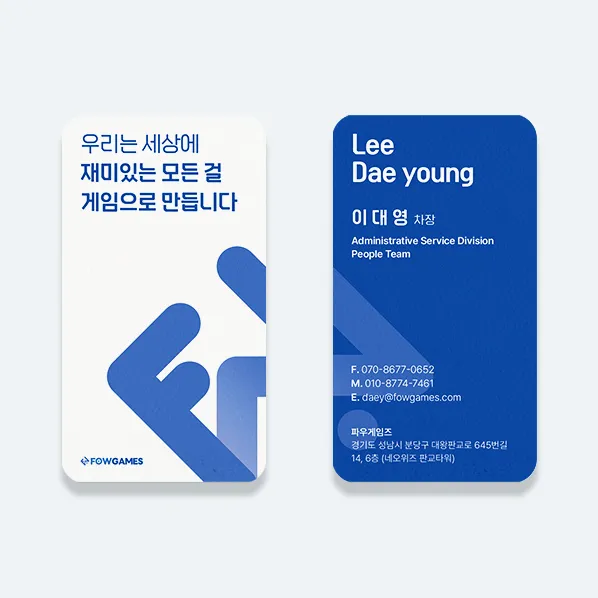 우리는 세상에
재미있는 모든 걸
게임으로 만듭니다
FOWGAMES
Lee
Dae young
이 대 영 차장
Administrative Service Division
People Team
F. 070-8677-0652
M. 010-8774-7461
E. daey@fowgames.com
파우게임즈
경기도 성남시 분당구 대왕판교로 645번길
14, 6층 (네오위즈 판교타워)